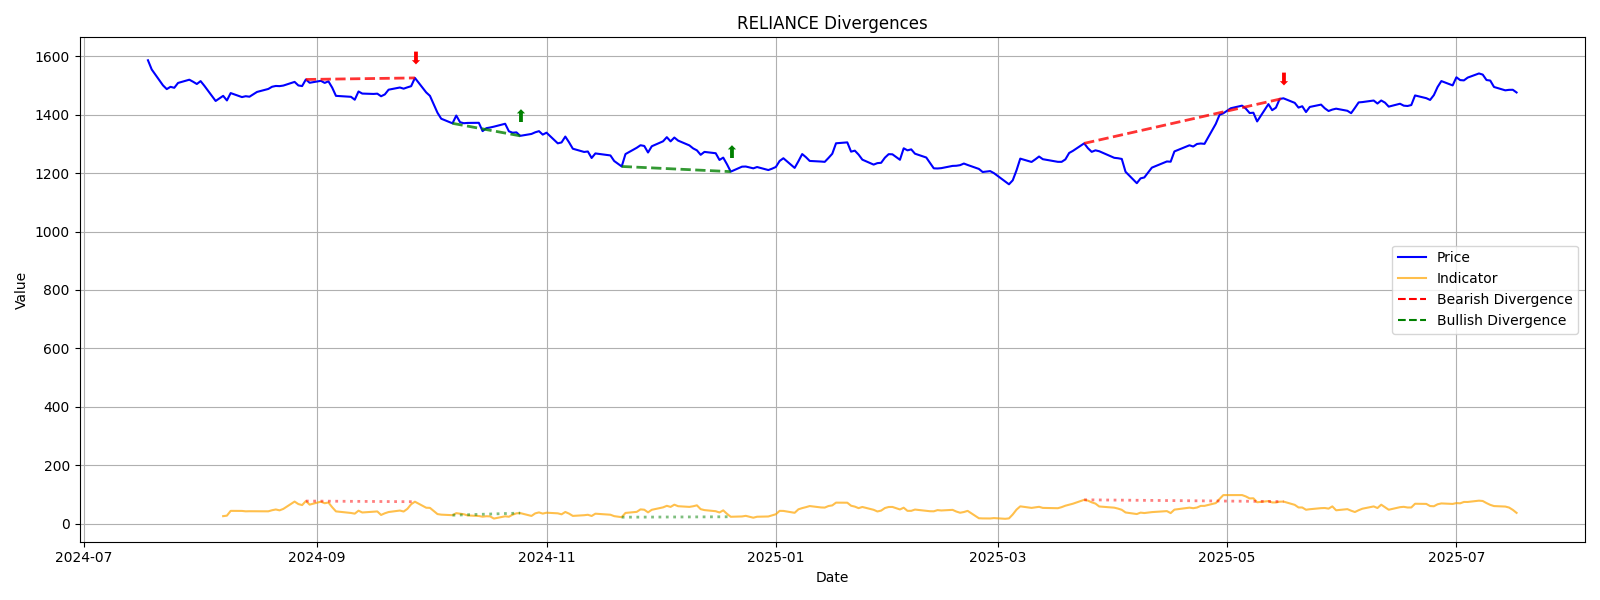 RELIANCE Divergences
Value
1600
1400
1200
1000
800
600
400
200
0
Price
Indicator
Bearish Divergence
Bullish Divergence
2024-07 2024-09 2024-11 2025-01 2025-03 2025-05 2025-07
Date